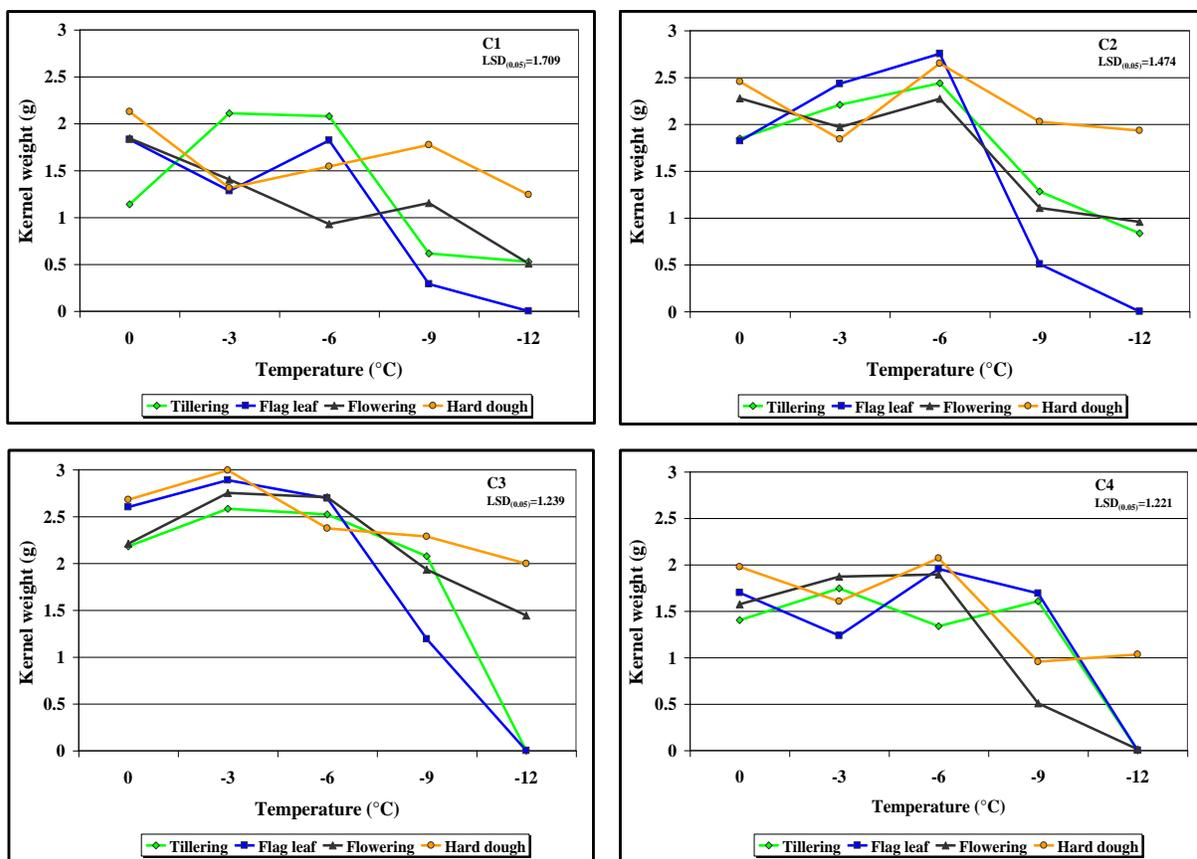 C1
LSD(0.05)=1.709
Kernel weight (g)
3
2.5
2
1.5
1
0.5
0
0 -3 -6 -9 -12
Temperature (°C)
Tillering Flag leaf Flowering Hard dough
C2
LSD(0.05)=1.474
Kernel weight (g)
3
2.5
2
1.5
1
0.5
0
0 -3 -6 -9 -12
Temperature (°C)
Tillering Flag leaf Flowering Hard dough
C3
LSD(0.05)=1.239
Kernel weight (g)
3
2.5
2
1.5
1
0.5
0
0 -3 -6 -9 -12
Temperature (°C)
Tillering Flag leaf Flowering Hard dough
C4
LSD(0.05)=1.221
Kernel weight (g)
3
2.5
2
1.5
1
0.5
0
0 -3 -6 -9 -12
Temperature (°C)
Tillering Flag leaf Flowering Hard dough